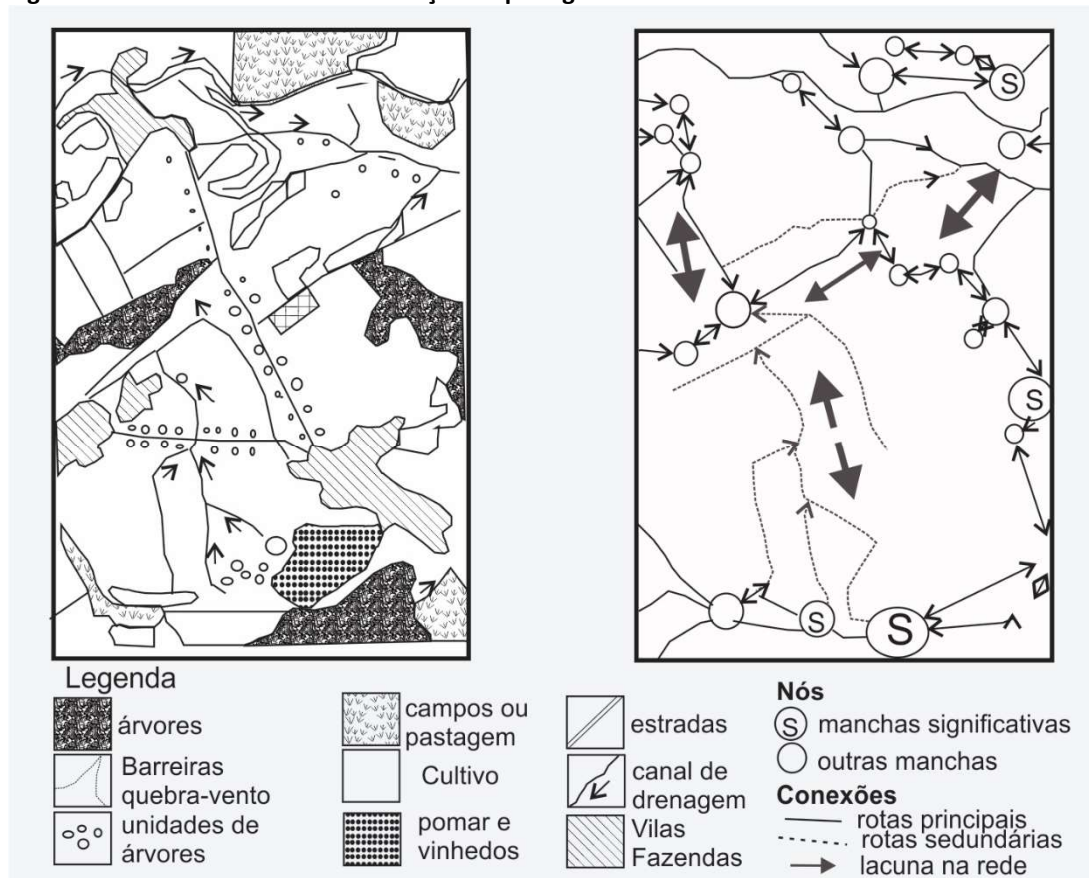 S
S
S
S
Legenda
árvores
Barreiras
quebra-vento
unidades de
árvores
campos ou
pastagem
Cultivo
pomar e
vinhedos
estradas
canal de
drenagem
Vilas
Fazendas
Nós
S manchas significativas
outras manchas
Conexões
rotas principais
rotas sedundárias
lacuna na rede